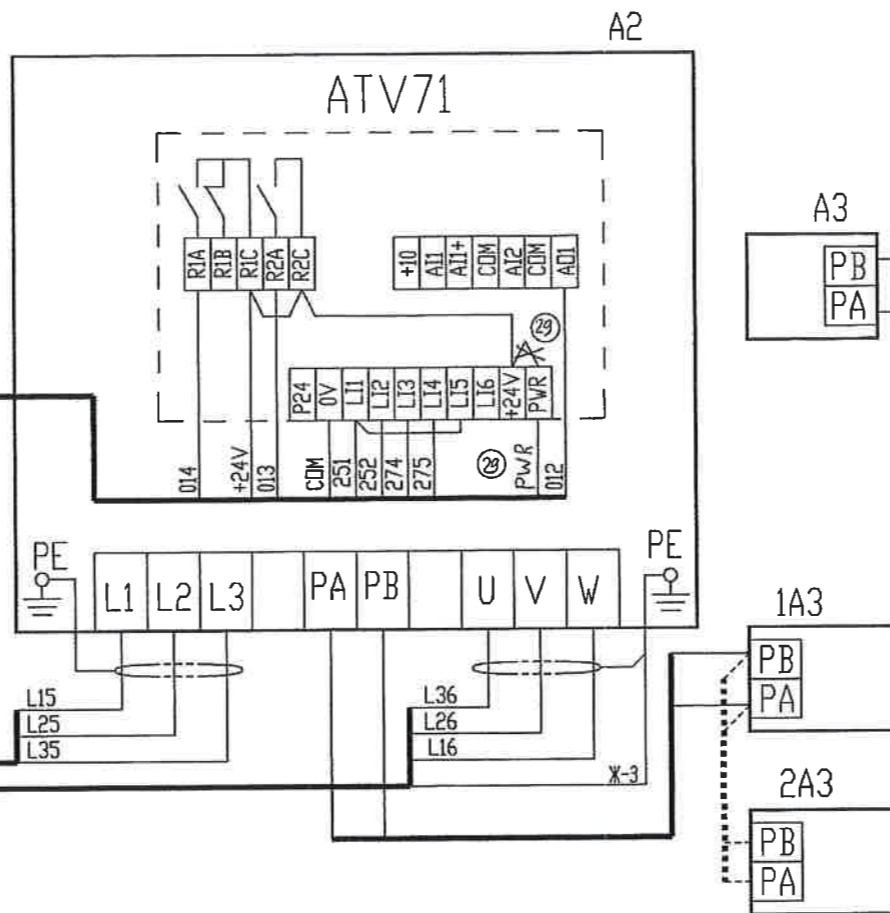 A2
ATV71
A3
R1A R1B R1C R2A R2C
+10 AI1 AI1+ COM AI2 COM AO1
PB
PA
29
P24 0V LI1 LI2 LI3 LI4 LI5 LI6 +24V PWR
014 +24V 013 COM 251 252 274 275 29 PWR 012
PE
PE
L1 L2 L3 PA PB U V W
1A3
PB
PA
L15
L25
L35
L36
L26
L16
Ж-3
2A3
PB
PA